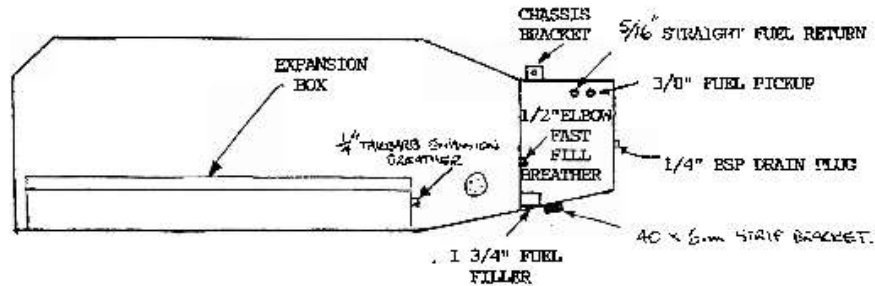 CHASSIS
BRACKET
5/16" STRAIGHT FUEL RETURN
EXPANSION
BOX
3/8" FUEL PICKUP
1/2" ELBOW
FAST
FILL
BREATHER
1/4" EXPANSION
BREATHER
1/4" BSP DRAIN PLUG
40 x 6mm STRIP BRACKET.
1 3/4" FUEL
FILLER